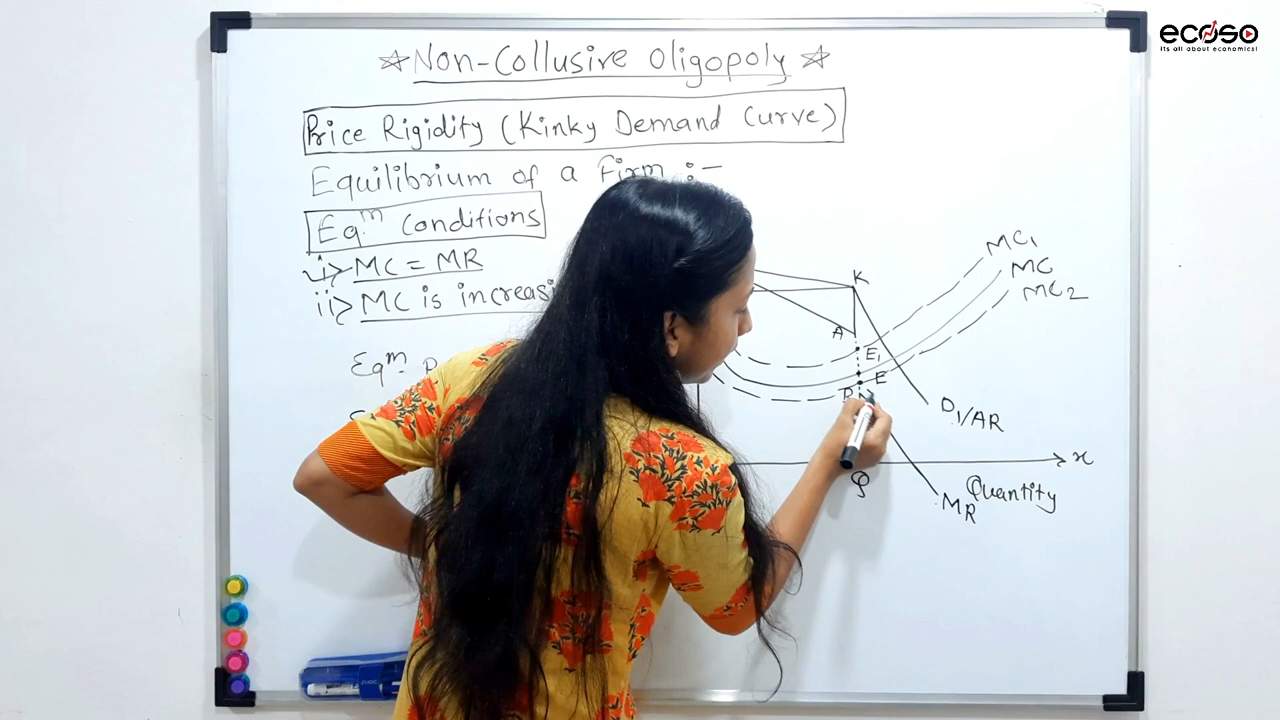 ecoso
its all about economics!
☆Non-Collusive Oligopoly☆
Price Rigidity (Kinky Demand Curve)
Equilibrium of a Firm :-
Eq.m Conditions
i> MC = MR
ii> MC is increasi
Eqm.
MC1
MC
MC2
K
A
E1
E
D1/AR
x
Q
Quantity
MR